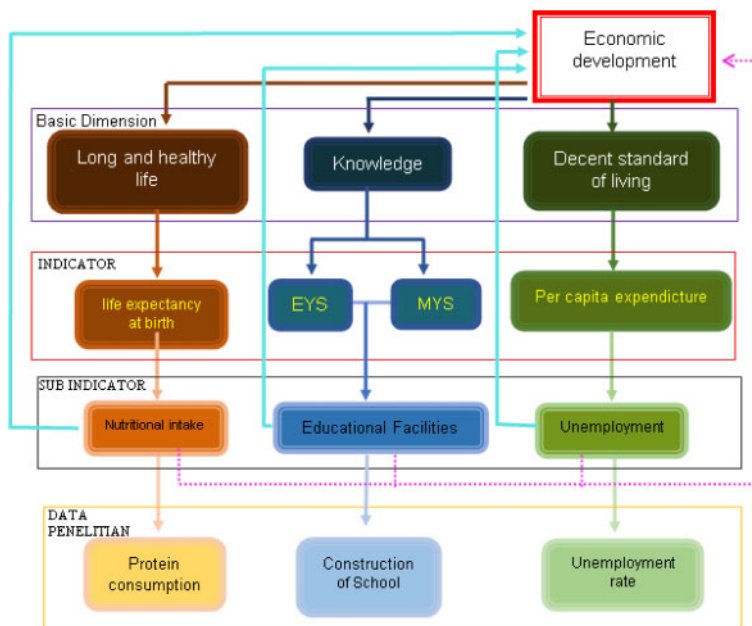 Economic
development
Basic Dimension
Long and healthy
life
Knowledge
Decent standard
of living
INDICATOR
life expectancy
at birth
EYS
MYS
Per capita expendicture
SUB INDICATOR
Nutritional intake
Educational Facilities
Unemployment
DATA
PENELITIAN
Protein
consumption
Construction
of School
Unemployment
rate